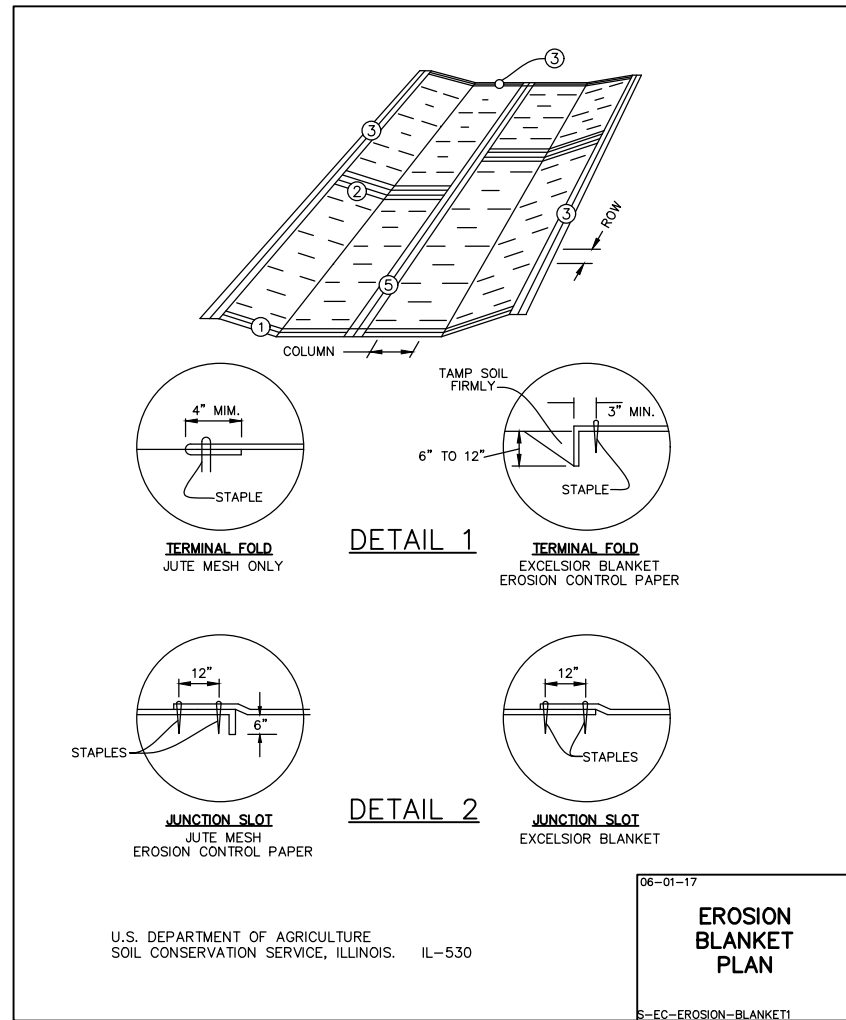 3
3
2
3
ROW
5
1
COLUMN
4" MIM.
STAPLE
TERMINAL FOLD
JUTE MESH ONLY
DETAIL 1
TAMP SOIL
FIRMLY
3" MIN.
6" TO 12"
STAPLE
TERMINAL FOLD
EXCELSIOR BLANKET
EROSION CONTROL PAPER
12"
6"
STAPLES
JUNCTION SLOT
JUTE MESH
EROSION CONTROL PAPER
DETAIL 2
12"
STAPLES
JUNCTION SLOT
EXCELSIOR BLANKET
U.S. DEPARTMENT OF AGRICULTURE
SOIL CONSERVATION SERVICE, ILLINOIS. IL-530
06-01-17
EROSION
BLANKET
PLAN
S-EC-EROSION-BLANKET1